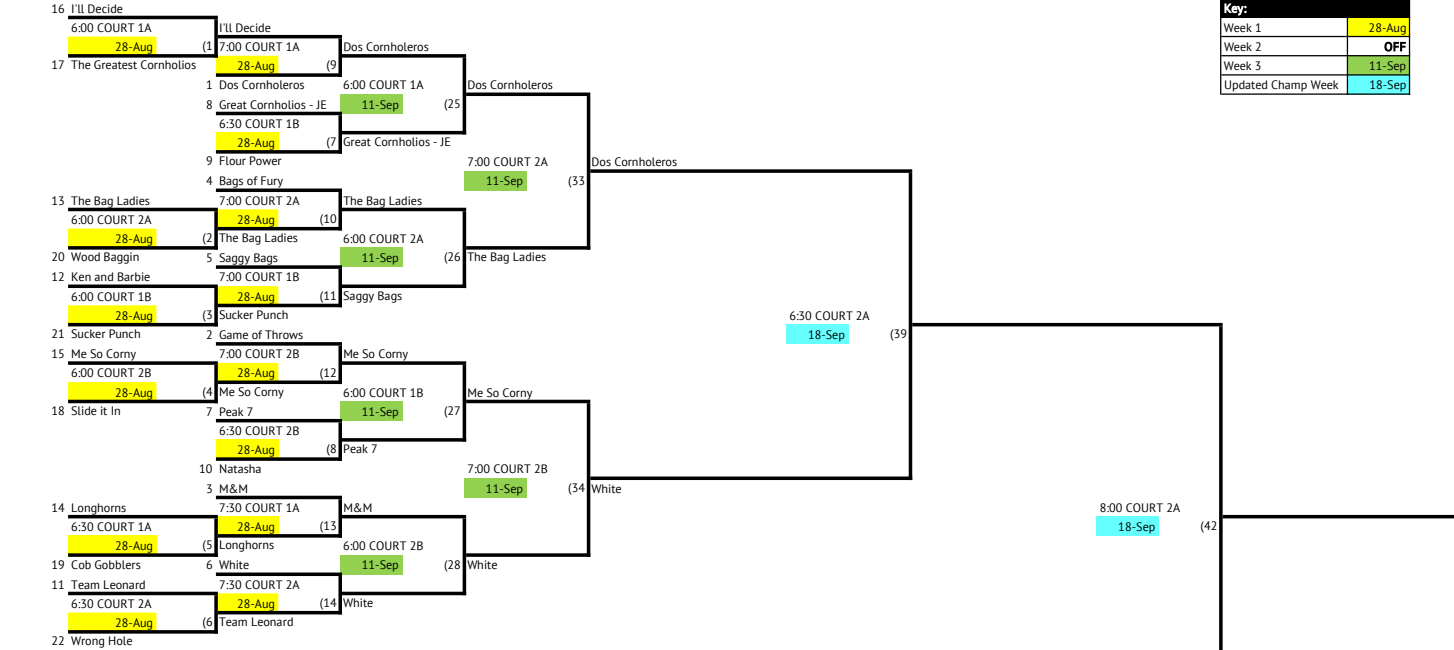 16 I'll Decide
Key:
6:00 COURT 1A
I'll Decide
Week 1 28-Aug
28-Aug (1 7:00 COURT 1A
Dos Cornholeros
Week 2 OFF
17 The Greatest Cornholios
28-Aug (9
Week 3 11-Sep
1 Dos Cornholeros
6:00 COURT 1A
Dos Cornholeros
Updated Champ Week 18-Sep
8 Great Cornholios - JE
11-Sep (25
6:30 COURT 1B
28-Aug (7
Great Cornholios - JE
9 Flour Power
7:00 COURT 2A
Dos Cornholeros
4 Bags of Fury
11-Sep (33
13 The Bag Ladies
7:00 COURT 2A
The Bag Ladies
6:00 COURT 2A
28-Aug (10
28-Aug (2 The Bag Ladies
6:00 COURT 2A
20 Wood Baggin
5 Saggy Bags
11-Sep (26
The Bag Ladies
12 Ken and Barbie
7:00 COURT 1B
6:00 COURT 1B
28-Aug (11
Saggy Bags
28-Aug (3 Sucker Punch
6:30 COURT 2A
21 Sucker Punch
2 Game of Throws
18-Sep (39
15 Me So Corny
7:00 COURT 2B
Me So Corny
6:00 COURT 2B
28-Aug (12
28-Aug (4 Me So Corny
6:00 COURT 1B
Me So Corny
18 Slide it In
7 Peak 7
11-Sep (27
6:30 COURT 2B
28-Aug (8
Peak 7
10 Natasha
7:00 COURT 2B
3 M&M
11-Sep (34
White
14 Longhorns
7:30 COURT 1A
M&M
8:00 COURT 2A
6:30 COURT 1A
28-Aug (13
18-Sep (42
28-Aug (5 Longhorns
6:00 COURT 2B
19 Cob Gobblers
6 White
11-Sep (28
White
11 Team Leonard
7:30 COURT 2A
6:30 COURT 2A
28-Aug (14
White
28-Aug (6 Team Leonard
22 Wrong Hole